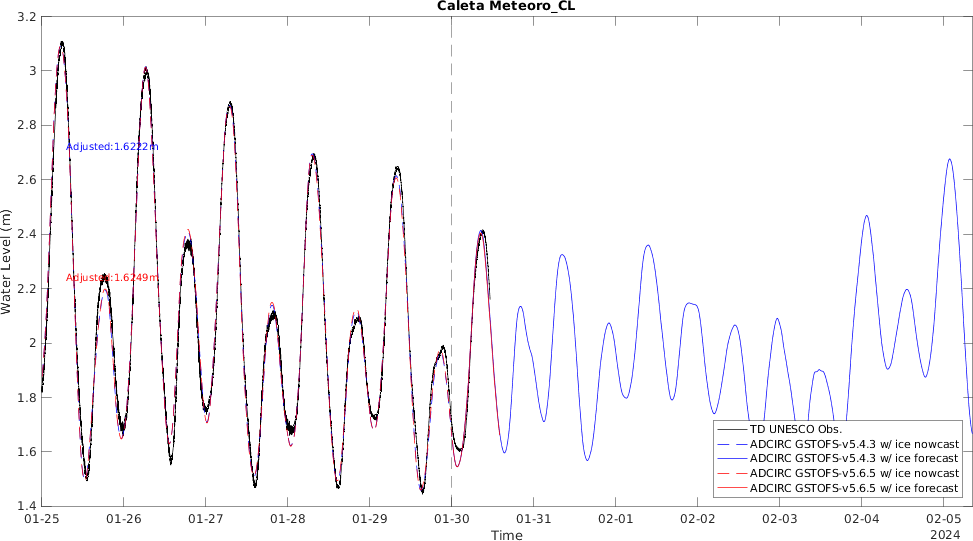 Caleta Meteoro_CL
3.2
3
2.8
2.6
2.4
2.2
2
1.8
1.6
1.4
Water Level (m)
Adjusted:1.6222m
Adjusted:1.6249m
TD UNESCO Obs.
ADCIRC GSTOFS-v5.4.3 w/ ice nowcast
ADCIRC GSTOFS-v5.4.3 w/ ice forecast
ADCIRC GSTOFS-v5.6.5 w/ ice nowcast
ADCIRC GSTOFS-v5.6.5 w/ ice forecast
01-25 01-26 01-27 01-28 01-29 01-30 01-31 02-01 02-02 02-03 02-04 02-05
Time
2024